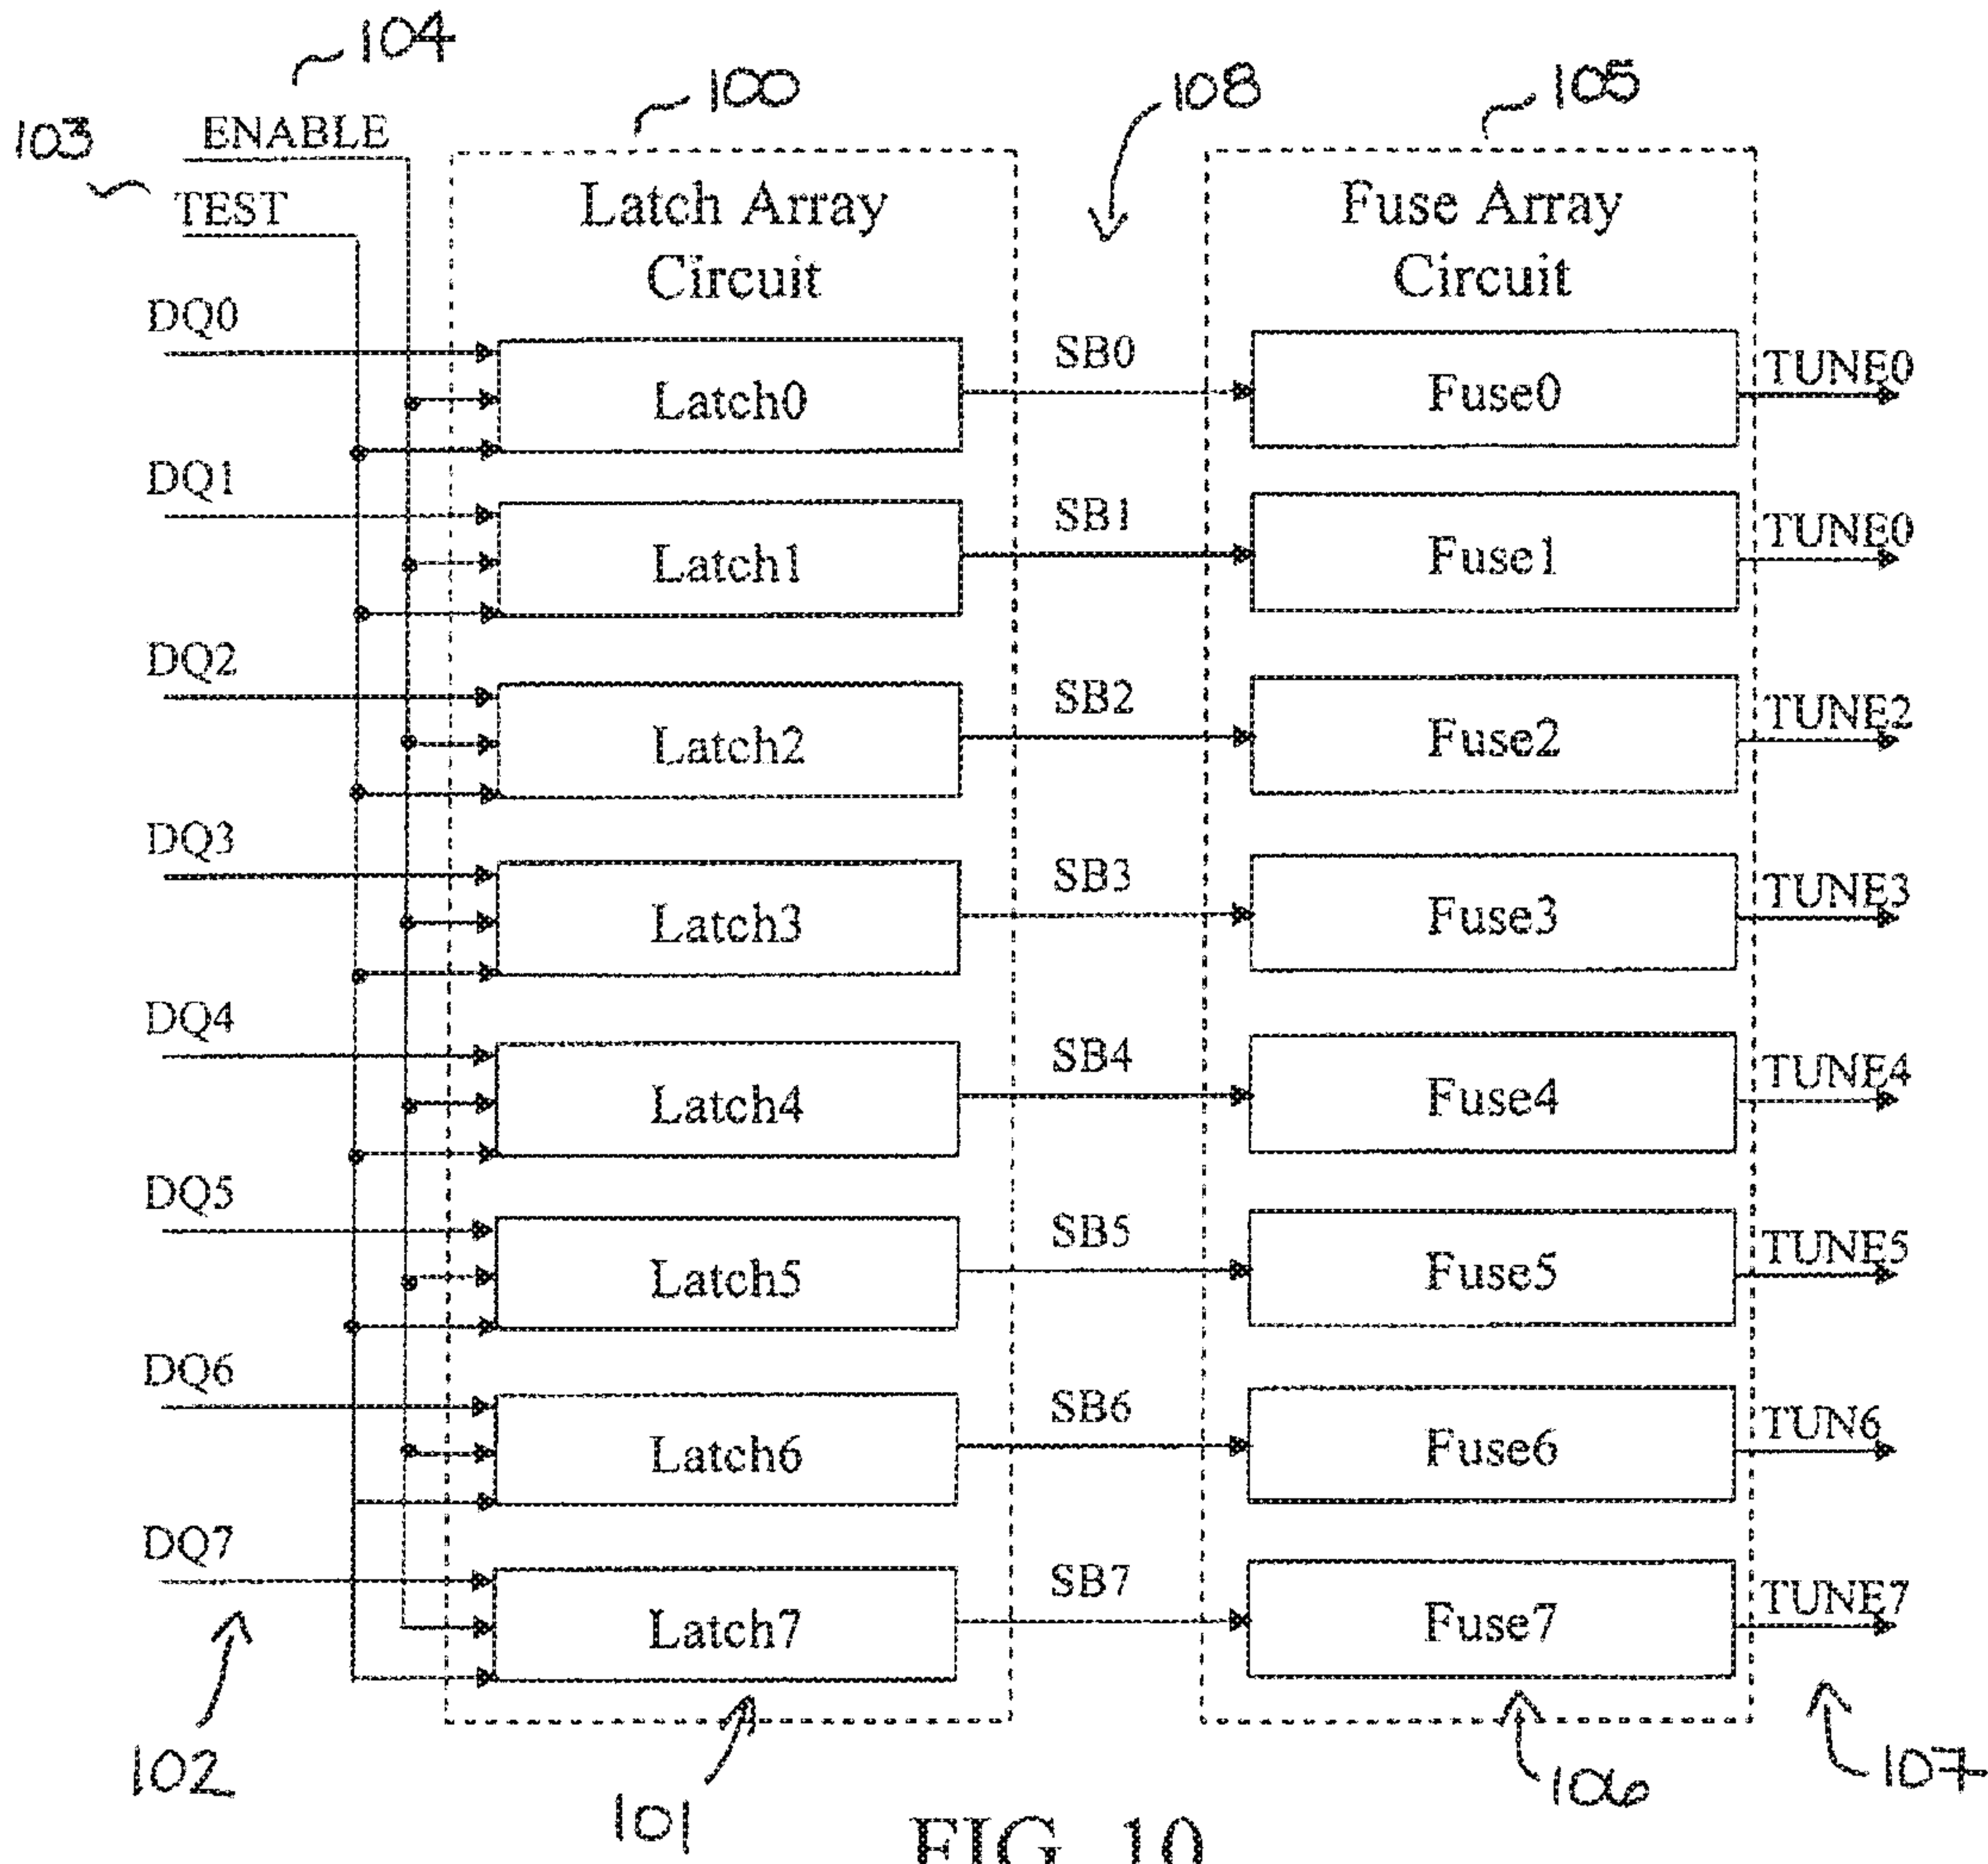 104
100
108
105
103
ENABLE
TEST
Latch Array
Circuit
Fuse Array
Circuit
DQ0
Latch0
SB0
Fuse0
TUNE0
DQ1
Latch1
SB1
Fuse1
TUNE0
DQ2
Latch2
SB2
Fuse2
TUNE2
DQ3
Latch3
SB3
Fuse3
TUNE3
DQ4
Latch4
SB4
Fuse4
TUNE4
DQ5
Latch5
SB5
Fuse5
TUNE5
DQ6
Latch6
SB6
Fuse6
TUN6
DQ7
Latch7
SB7
Fuse7
TUNE7
102
101
106
107
FIG. 10